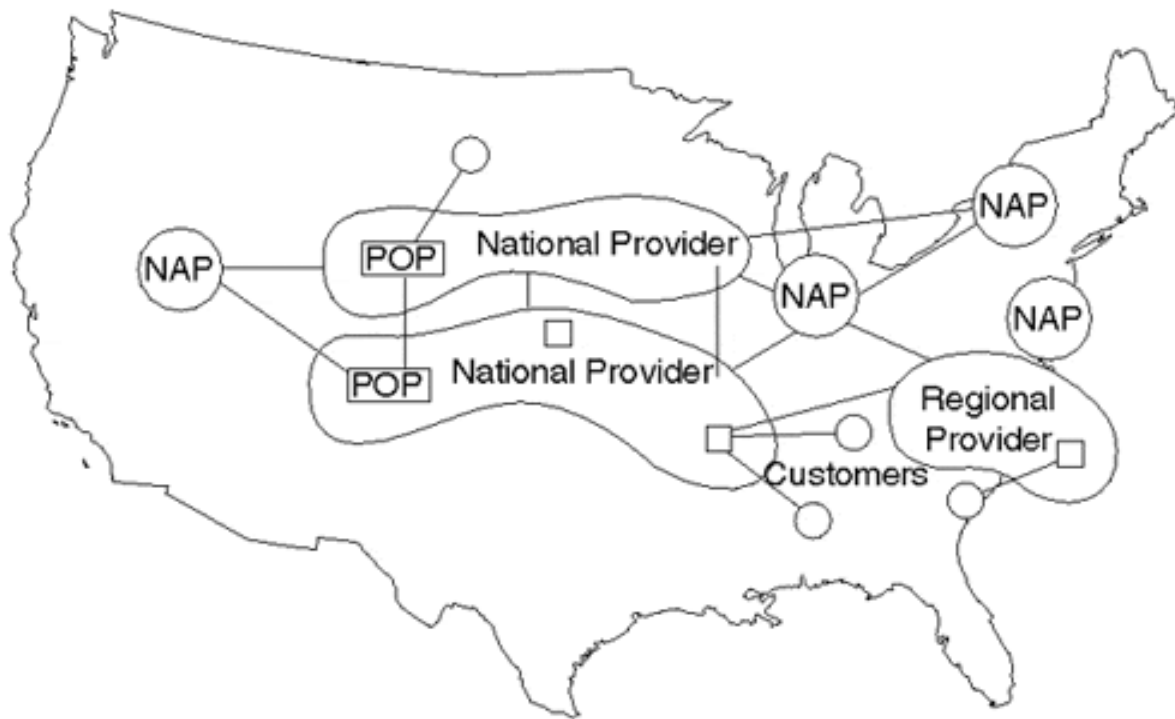 NAP
National Provider
POP
NAP
NAP
NAP
National Provider
POP
Regional
Provider
Customers